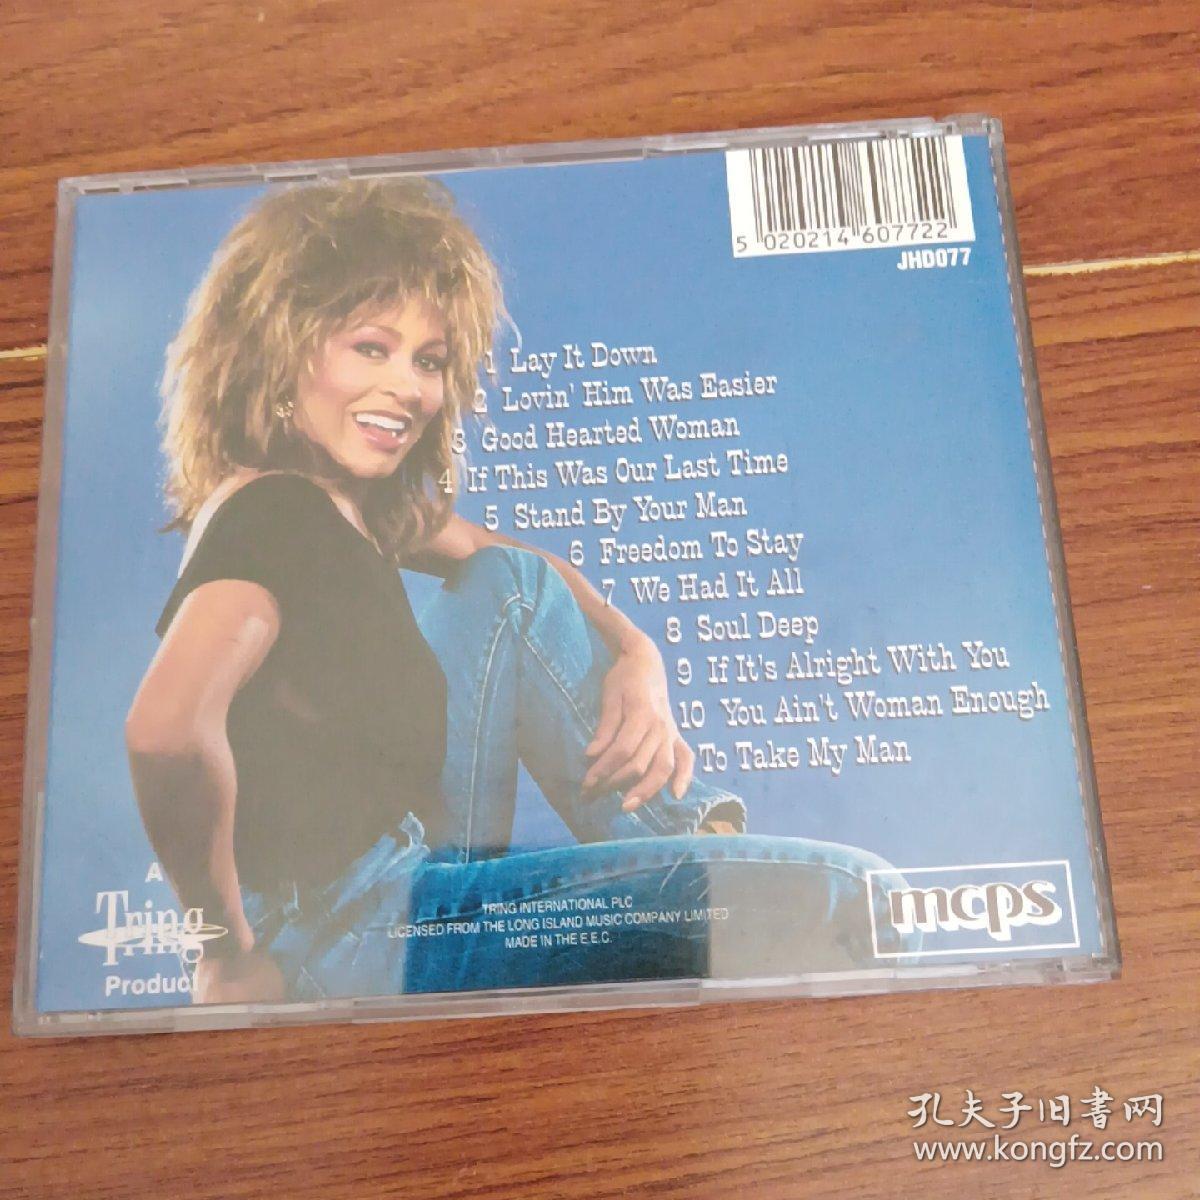 5 020214 607722
JHD077
1 Lay It Down
2 Lovin' Him Was Easier
3 Good Hearted Woman
4 If This Was Our Last Time
5 Stand By Your Man
6 Freedom To Stay
7 We Had It All
8 Soul Deep
9 If It's Alright With You
10 You Ain't Woman Enough
To Take My Man
A
Tring
Product
TRING INTERNATIONAL PLC
LICENSED FROM THE LONG ISLAND MUSIC COMPANY LIMITED
MADE IN THE E.E.C.
mcps
孔夫子旧书网
www.kongfz.com